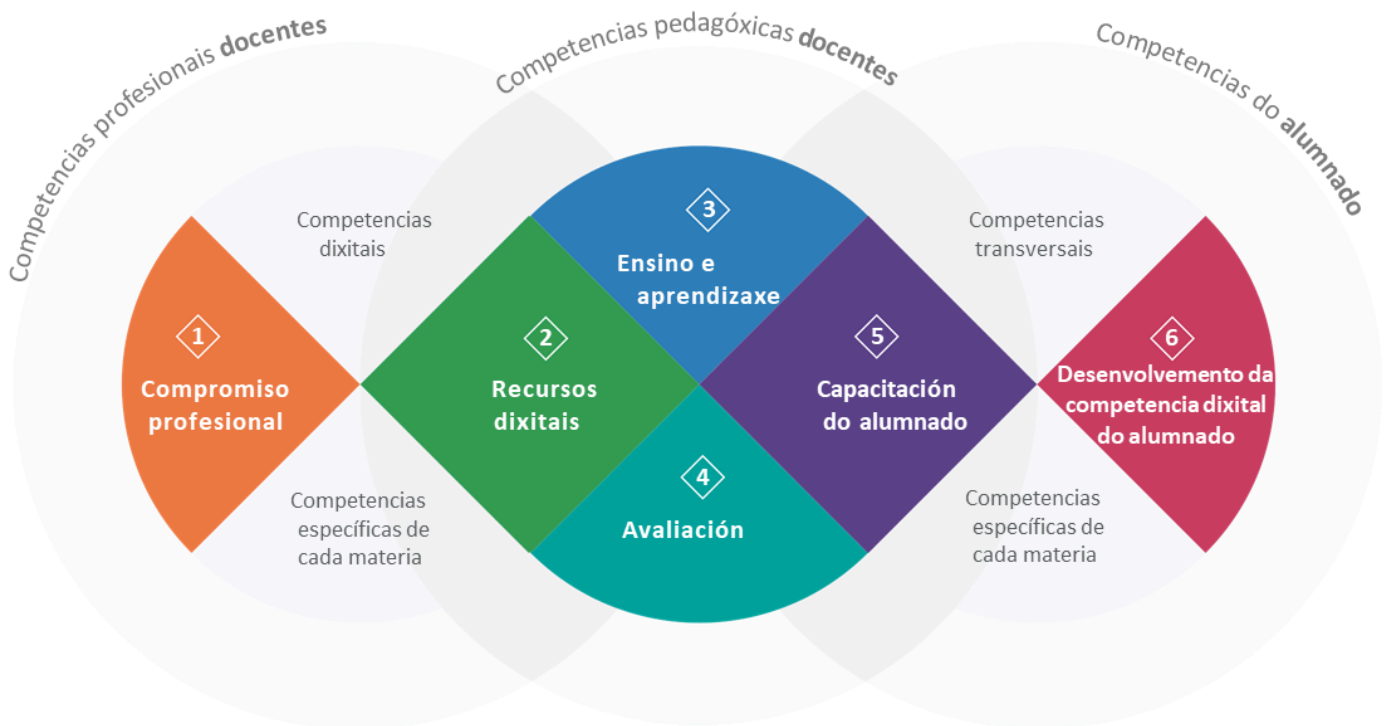 Competencias profesionais docentes
Competencias pedagóxicas docentes
Competencias do alumnado
Competencias
dixitais
Competencias
transversais
1
Compromiso
profesional
2
Recursos
dixitais
3
Ensino e
aprendizaxe
4
Avaliación
5
Capacitación
do alumnado
6
Desenvolvemento da
competencia dixital
do alumnado
Competencias
específicas de
cada materia
Competencias
específicas de
cada materia